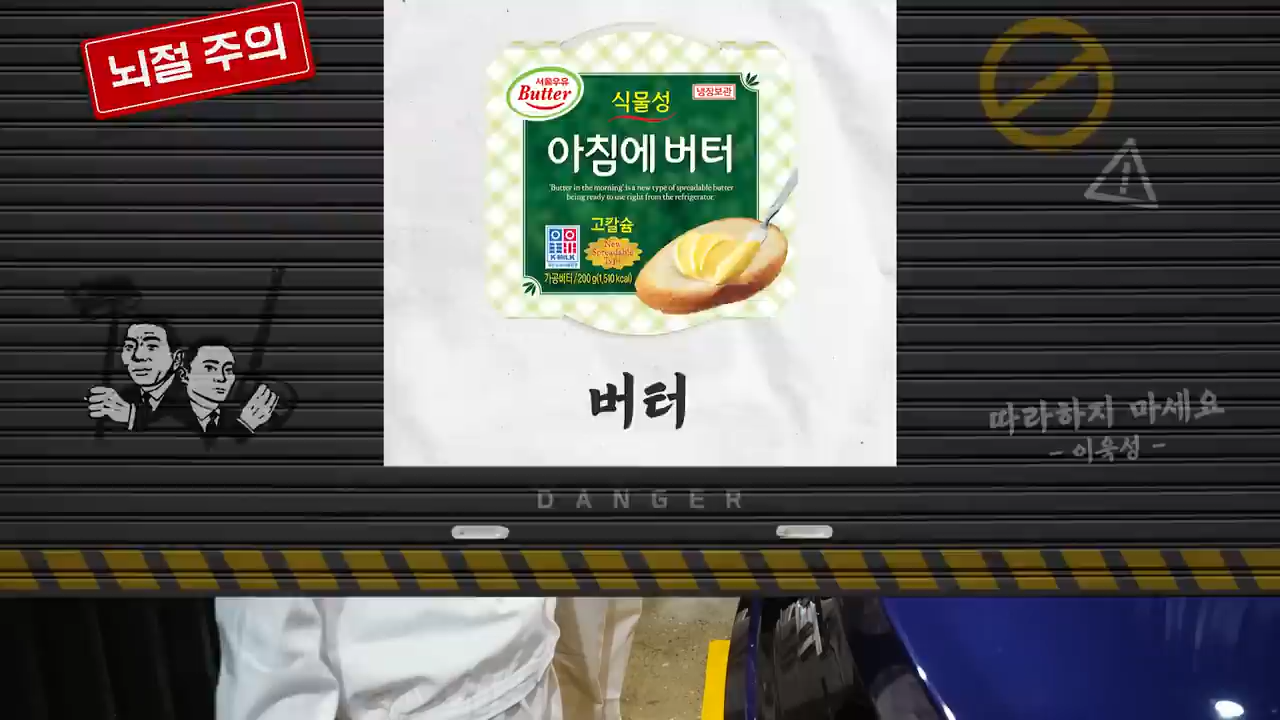 뇌절 주의
서울우유
Butter
식물성
냉장보관
아침에 버터
'Butter in the morning' is a new type of spreadable butter
being ready to use right from the refrigerator.
고칼슘
K-MILK
New
Spreadable
Type
가공버터 / 200 g(1,510 kcal)
버터
따라하지 마세요
- 이욱성 -
DANGER